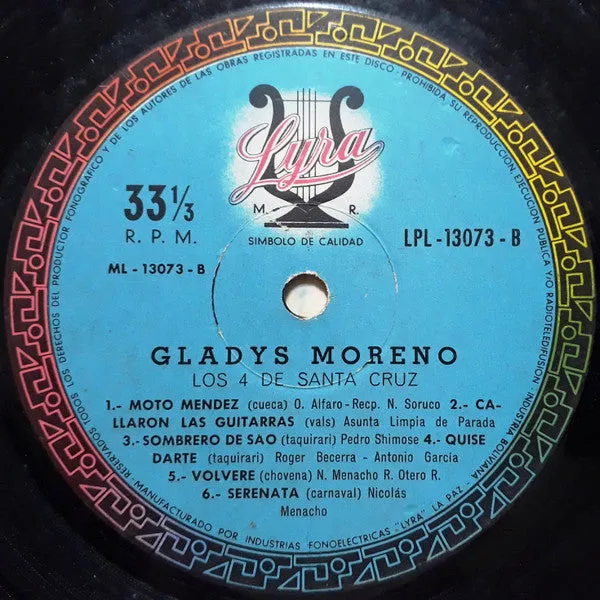 RESERVADOS TODOS LOS DERECHOS DEL PRODUCTOR FONOGRAFICO Y DE LOS AUTORES DE LAS OBRAS REGISTRADAS EN ESTE DISCO - PROHIBIDA SU REPRODUCCION, EJECUCION PUBLICA Y/O RADIOTELEDIFUSION INDUSTRIA BOLIVIANA
Lyra
M. R.
SIMBOLO DE CALIDAD
33 1/3
R. P. M.
LPL - 13073 - B
ML - 13073 - B
GLADYS MORENO
LOS 4 DE SANTA CRUZ
1.- MOTO MENDEZ (cueca) O. Alfaro - Recp. N. Soruco 2.- CA-
LLARON LAS GUITARRAS (vals) Asunta Limpia de Parada
3.- SOMBRERO DE SAO (taquirari) Pedro Shimose 4.- QUISE
DARTE (taquirari) Roger Becerra - Antonio García
5.- VOLVERE (chovena) N. Menacho R. Otero R.
6.- SERENATA (carnaval) Nicolás
Menacho
MANUFACTURADO POR INDUSTRIAS FONOELECTRICAS "LYRA" LA PAZ -